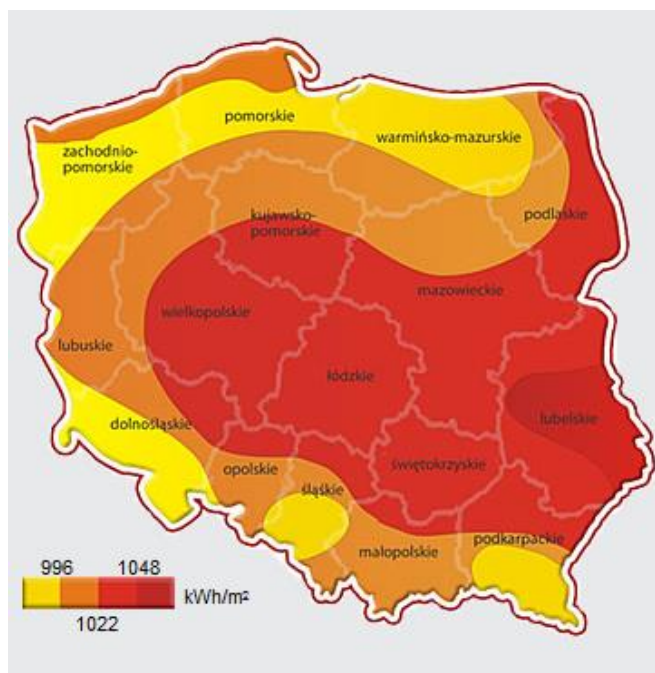 pomorskie
warmińsko-mazurskie
zachodnio-
pomorskie
podlaskie
kujawsko-
pomorskie
mazowieckie
wielkopolskie
lubuskie
łódzkie
lubelskie
dolnośląskie
świętokrzyskie
opolskie
śląśkie
podkarpackie
małopolskie
996 1048
kWh/m²
1022